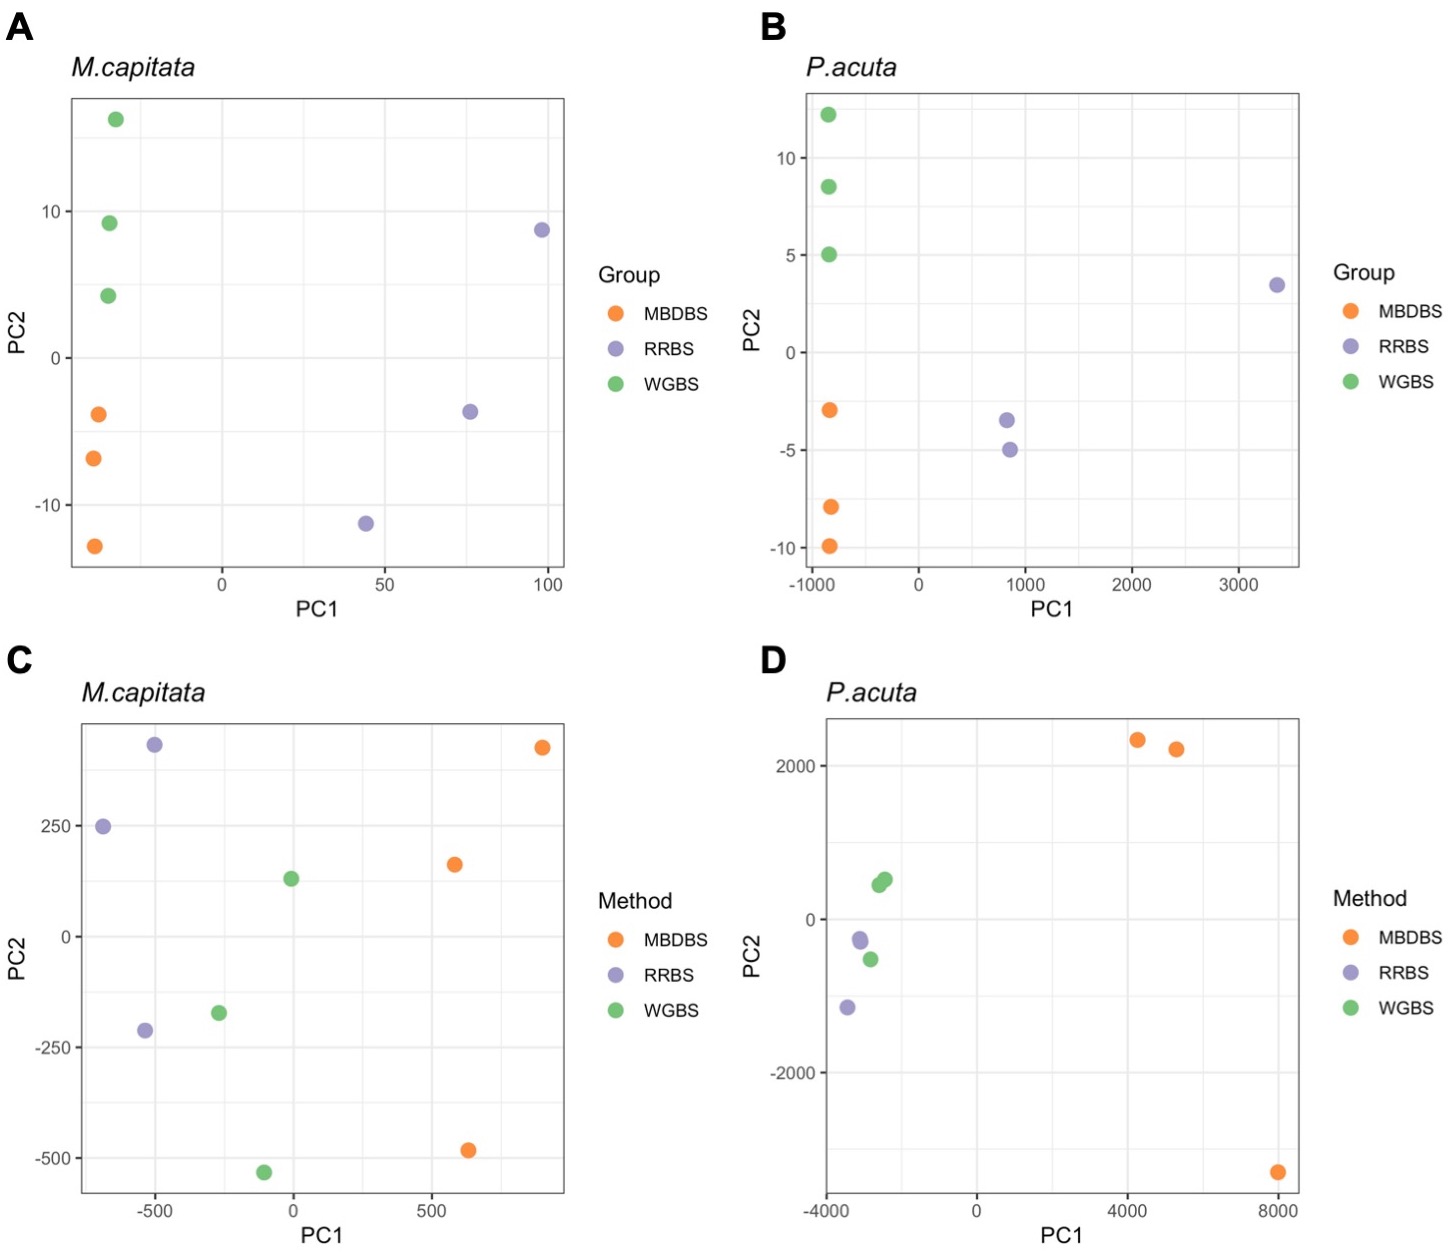 A
M.capitata
PC2
10
0
-10
0
50
100
PC1
Group
MBDBS
RRBS
WGBS
B
P.acuta
PC2
10
5
0
-5
-10
-1000
0
1000
2000
3000
PC1
Group
MBDBS
RRBS
WGBS
C
M.capitata
PC2
250
0
-250
-500
-500
0
500
PC1
Method
MBDBS
RRBS
WGBS
D
P.acuta
PC2
2000
0
-2000
-4000
0
4000
8000
PC1
Method
MBDBS
RRBS
WGBS